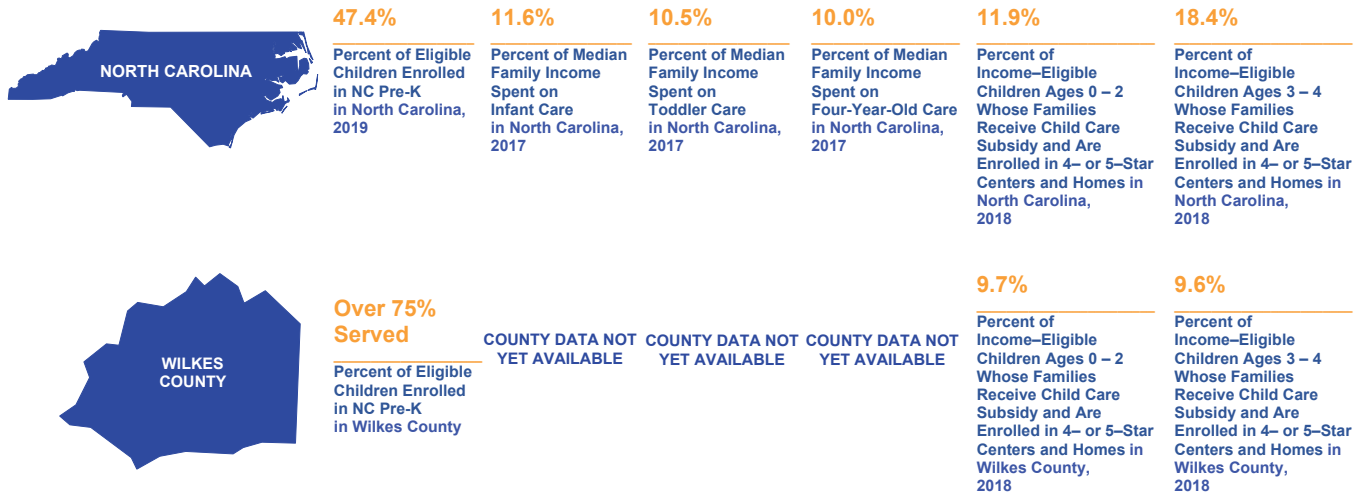 NORTH CAROLINA
47.4%
Percent of Eligible
Children Enrolled
in NC Pre-K
in North Carolina,
2019
11.6%
Percent of Median
Family Income
Spent on
Infant Care
in North Carolina,
2017
10.5%
Percent of Median
Family Income
Spent on
Toddler Care
in North Carolina,
2017
10.0%
Percent of Median
Family Income
Spent on
Four-Year-Old Care
in North Carolina,
2017
11.9%
Percent of
Income–Eligible
Children Ages 0 – 2
Whose Families
Receive Child Care
Subsidy and Are
Enrolled in 4– or 5–Star
Centers and Homes in
North Carolina,
2018
18.4%
Percent of
Income–Eligible
Children Ages 3 – 4
Whose Families
Receive Child Care
Subsidy and Are
Enrolled in 4– or 5–Star
Centers and Homes in
North Carolina,
2018
WILKES
COUNTY
Over 75%
Served
Percent of Eligible
Children Enrolled
in NC Pre-K
in Wilkes County
COUNTY DATA NOT
YET AVAILABLE
COUNTY DATA NOT
YET AVAILABLE
COUNTY DATA NOT
YET AVAILABLE
9.7%
Percent of
Income–Eligible
Children Ages 0 – 2
Whose Families
Receive Child Care
Subsidy and Are
Enrolled in 4– or 5–Star
Centers and Homes in
Wilkes County,
2018
9.6%
Percent of
Income–Eligible
Children Ages 3 – 4
Whose Families
Receive Child Care
Subsidy and Are
Enrolled in 4– or 5–Star
Centers and Homes in
Wilkes County,
2018